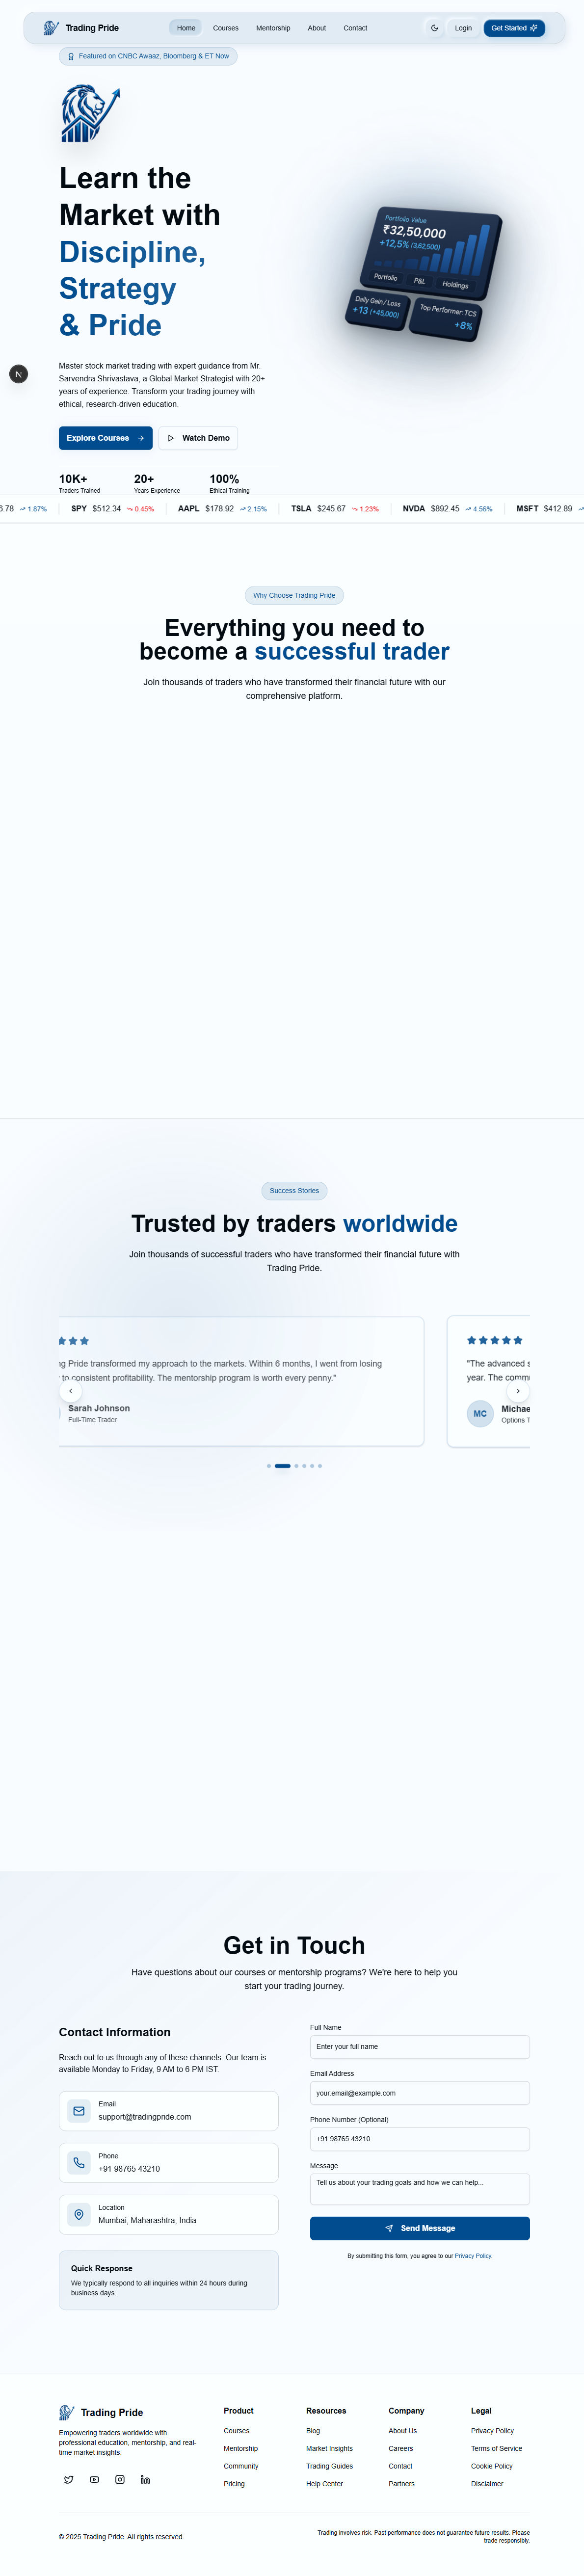 Trading Pride
Home
Courses
Mentorship
About
Contact
Login
Get Started
Featured on CNBC Awaaz, Bloomberg & ET Now
Learn the
Market with
Discipline,
Strategy
& Pride
Portfolio Value
₹32,50,000
+12,5% (3,62,500)
Portfolio
P&L
Holdings
Daily Gain / Loss
+13 (+45,000)
Top Performer: TCS
+8%
N
Master stock market trading with expert guidance from Mr.
Sarvendra Shrivastava, a Global Market Strategist with 20+
years of experience. Transform your trading journey with
ethical, research-driven education.
Explore Courses
Watch Demo
10K+
Traders Trained
20+
Years Experience
100%
Ethical Training
6.78 1.87%
SPY $512.34 0.45%
AAPL $178.92 2.15%
TSLA $245.67 1.23%
NVDA $892.45 4.56%
MSFT $412.89
Why Choose Trading Pride
Everything you need to
become a successful trader
Join thousands of traders who have transformed their financial future with our
comprehensive platform.
Success Stories
Trusted by traders worldwide
Join thousands of successful traders who have transformed their financial future with
Trading Pride.
ng Pride transformed my approach to the markets. Within 6 months, I went from losing
to consistent profitability. The mentorship program is worth every penny."
Sarah Johnson
Full-Time Trader
"The advanced s
year. The comm
MC
Michae
Options T
Get in Touch
Have questions about our courses or mentorship programs? We're here to help you
start your trading journey.
Contact Information
Reach out to us through any of these channels. Our team is
available Monday to Friday, 9 AM to 6 PM IST.
Email
support@tradingpride.com
Phone
+91 98765 43210
Location
Mumbai, Maharashtra, India
Quick Response
We typically respond to all inquiries within 24 hours during
business days.
Full Name
Enter your full name
Email Address
your.email@example.com
Phone Number (Optional)
+91 98765 43210
Message
Tell us about your trading goals and how we can help...
Send Message
By submitting this form, you agree to our Privacy Policy.
Trading Pride
Empowering traders worldwide with
professional education, mentorship, and real-
time market insights.
Product
Courses
Mentorship
Community
Pricing
Resources
Blog
Market Insights
Trading Guides
Help Center
Company
About Us
Careers
Contact
Partners
Legal
Privacy Policy
Terms of Service
Cookie Policy
Disclaimer
© 2025 Trading Pride. All rights reserved.
Trading involves risk. Past performance does not guarantee future results. Please
trade responsibly.